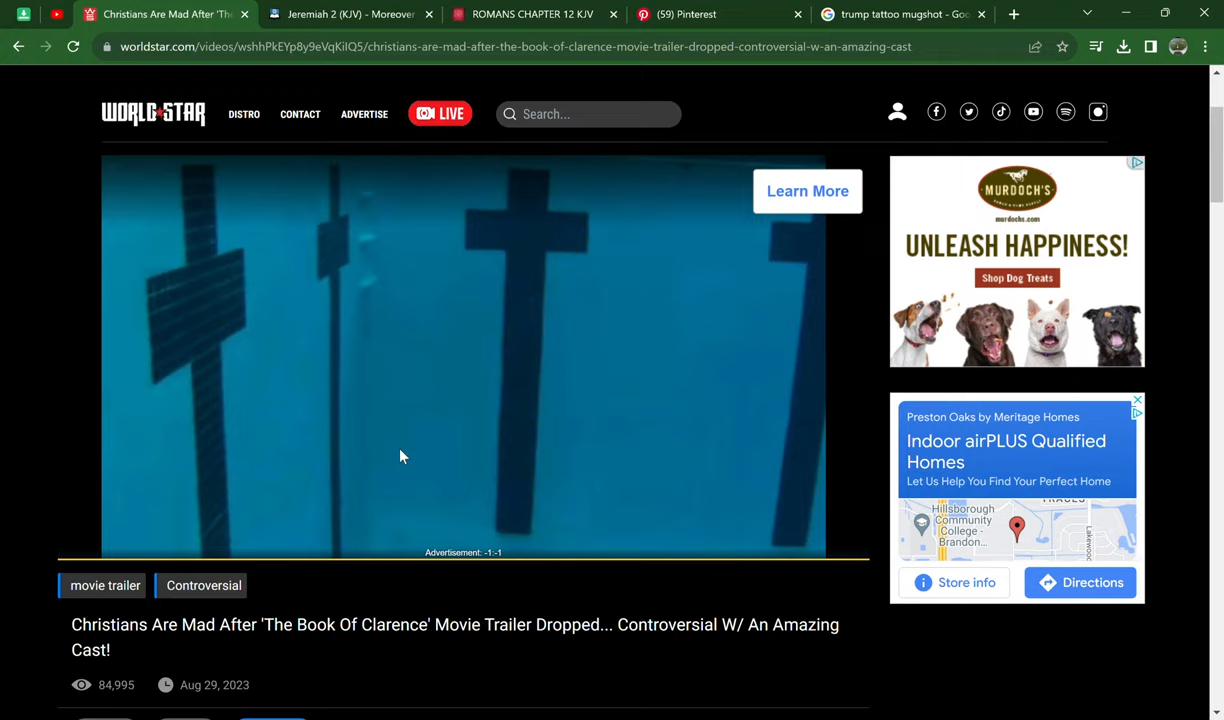 Christians Are Mad After 'The
Jeremiah 2 (KJV) - Moreover
ROMANS CHAPTER 12 KJV
(59) Pinterest
trump tattoo mugshot - Goo
worldstar.com/videos/wshhPkEYp8y9eVqKiIQ5/christians-are-mad-after-the-book-of-clarence-movie-trailer-dropped-controversial-w-an-amazing-cast
WORLD STAR
DISTRO
CONTACT
ADVERTISE
LIVE
Search...
Learn More
MURDOCH'S
murdochs.com
UNLEASH HAPPINESS!
Shop Dog Treats
Preston Oaks by Meritage Homes
Indoor airPLUS Qualified
Homes
Let Us Help You Find Your Perfect Home
Hillsborough
Community
College -
Brandon...
Store info
Directions
Advertisement: -1:-1
movie trailer
Controversial
Christians Are Mad After 'The Book Of Clarence' Movie Trailer Dropped... Controversial W/ An Amazing
Cast!
84,995
Aug 29, 2023